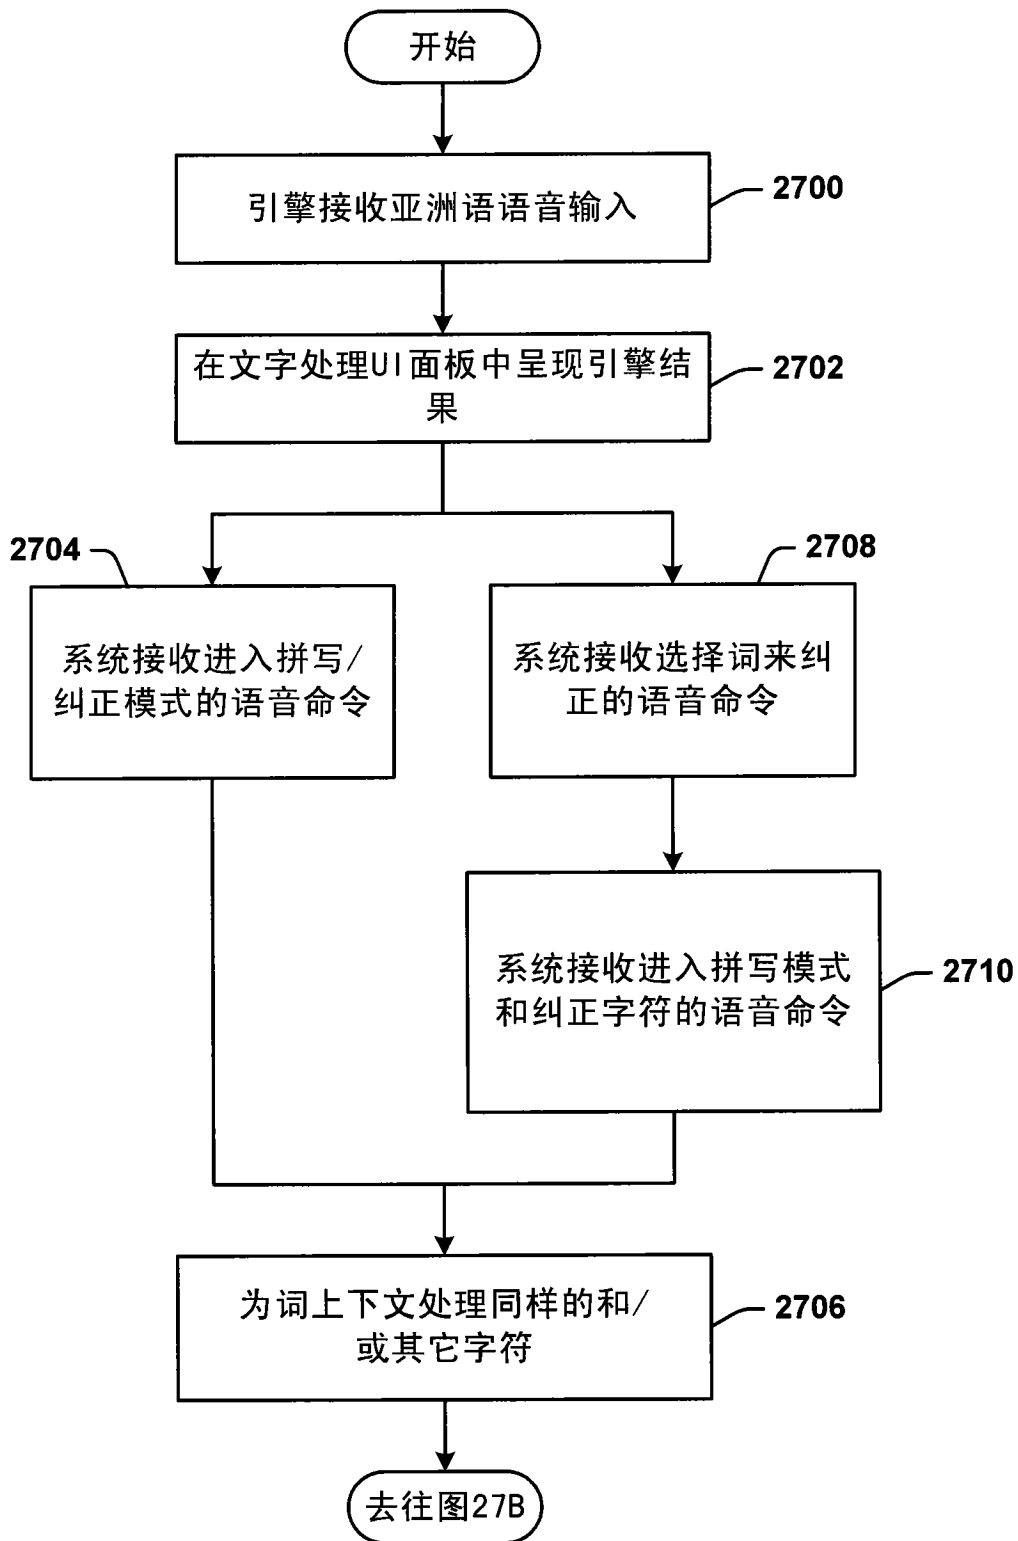 开始
引擎接收亚洲语语音输入
2700
在文字处理UI面板中呈现引擎结
果
2702
2704
系统接收进入拼写/
纠正模式的语音命令
2708
系统接收选择词来纠
正的语音命令
系统接收进入拼写模式
和纠正字符的语音命令
2710
为词上下文处理同样的和/
或其它字符
2706
去往图27B